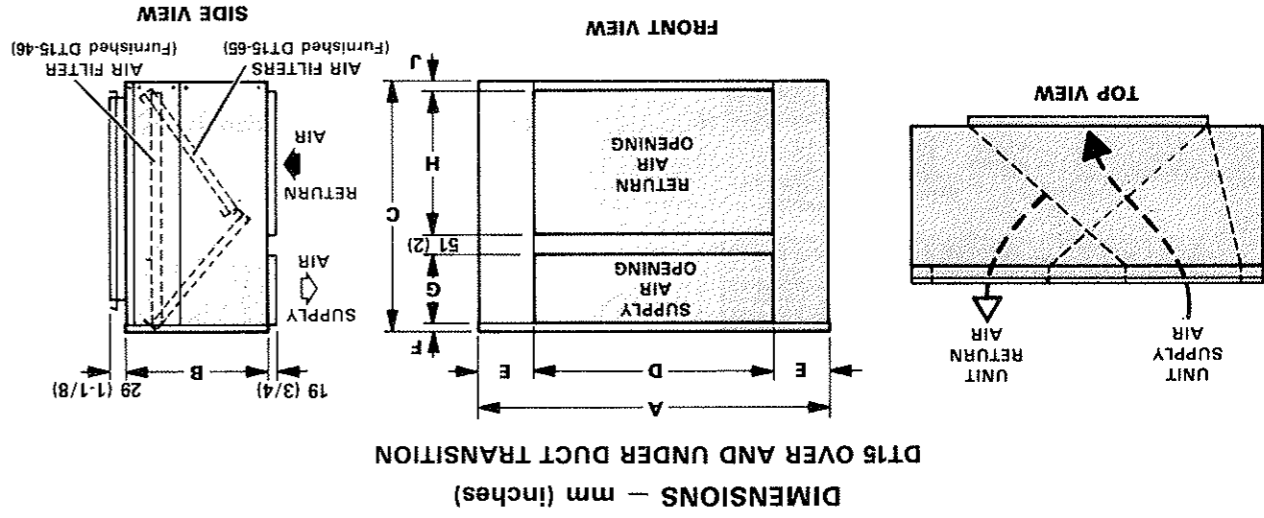 DIMENSIONS — mm (inches)
DT15 OVER AND UNDER DUCT TRANSITION
UNIT
SUPPLY
AIR
UNIT
RETURN
AIR
TOP VIEW
A
E
D
E
F
G
51 (2)
C
H
J
SUPPLY
AIR
OPENING
RETURN
AIR
OPENING
FRONT VIEW
19 (3/4)
B
29 (1-1/8)
SUPPLY
AIR
RETURN
AIR
AIR FILTERS
(Furnished DT15-65)
AIR FILTER
(Furnished DT15-46)
SIDE VIEW